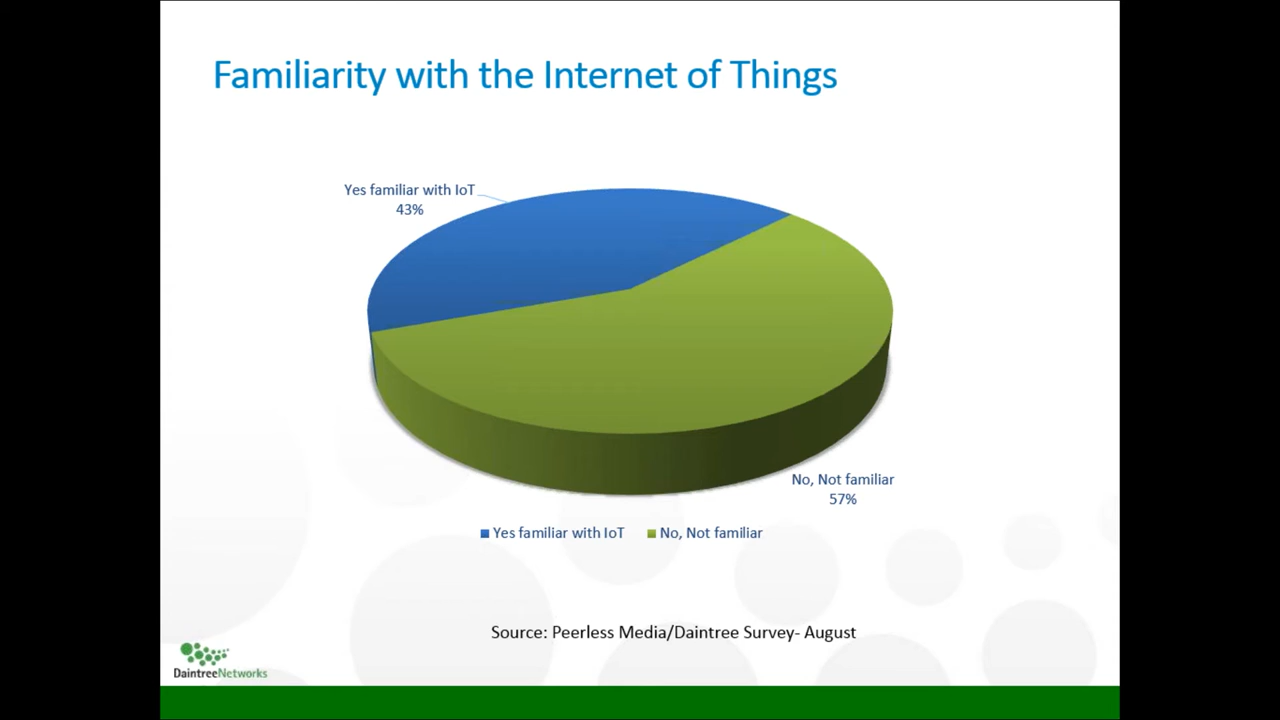 Familiarity with the Internet of Things
Yes familiar with IoT
43%
No, Not familiar
57%
Yes familiar with IoT
No, Not familiar
Source: Peerless Media/Daintree Survey- August
DaintreeNetworks